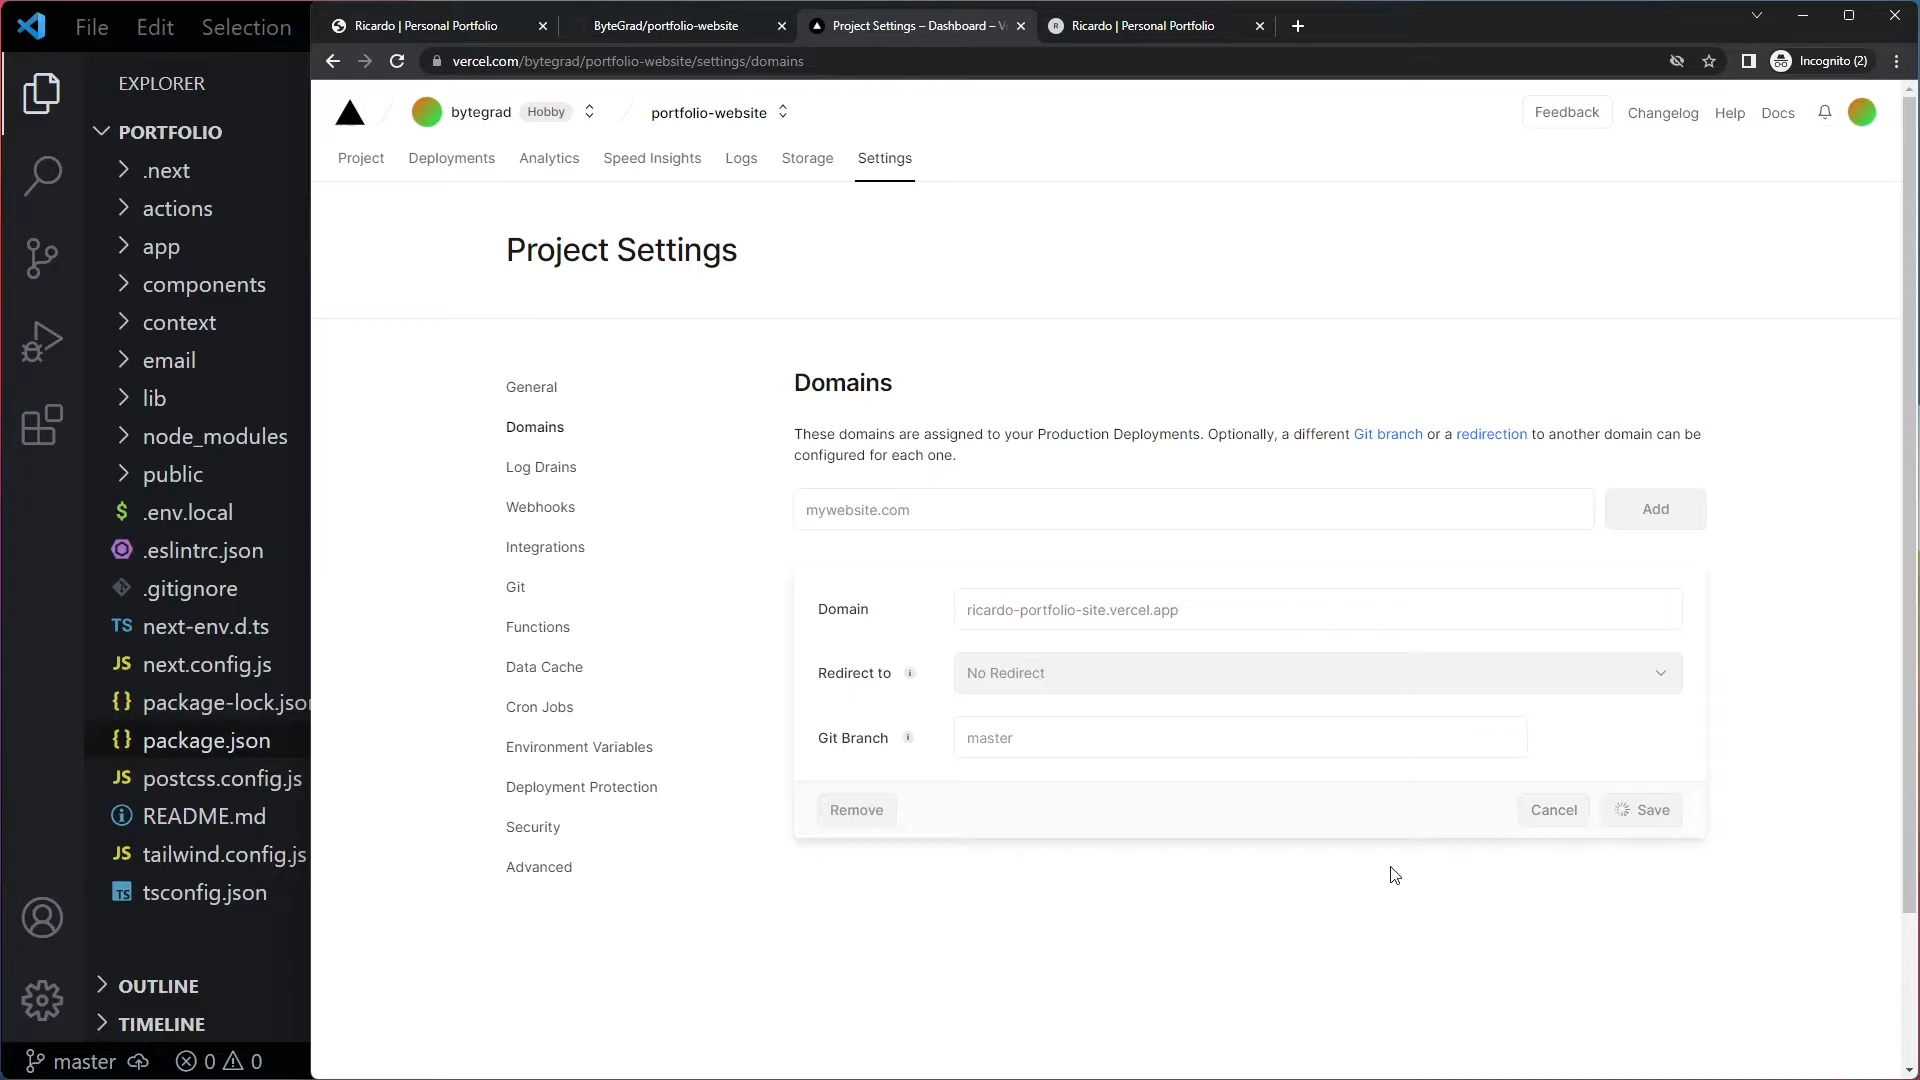 File Edit Selection
Ricardo | Personal Portfolio
ByteGrad/portfolio-website
Project Settings – Dashboard – V
Ricardo | Personal Portfolio
vercel.com/bytegrad/portfolio-website/settings/domains
Incognito (2)
EXPLORER
PORTFOLIO
.next
actions
app
components
context
email
lib
node_modules
public
$ .env.local
.eslintrc.json
.gitignore
TS next-env.d.ts
JS next.config.js
{} package-lock.json
{} package.json
JS postcss.config.js
README.md
JS tailwind.config.js
TS tsconfig.json
OUTLINE
TIMELINE
master 0 0
bytegrad Hobby
portfolio-website
Feedback Changelog Help Docs
Project Deployments Analytics Speed Insights Logs Storage Settings
Project Settings
General
Domains
Log Drains
Webhooks
Integrations
Git
Functions
Data Cache
Cron Jobs
Environment Variables
Deployment Protection
Security
Advanced
Domains
These domains are assigned to your Production Deployments. Optionally, a different Git branch or a redirection to another domain can be
configured for each one.
mywebsite.com Add
Domain ricardo-portfolio-site.vercel.app
Redirect to i No Redirect
Git Branch i master
Remove Cancel Save